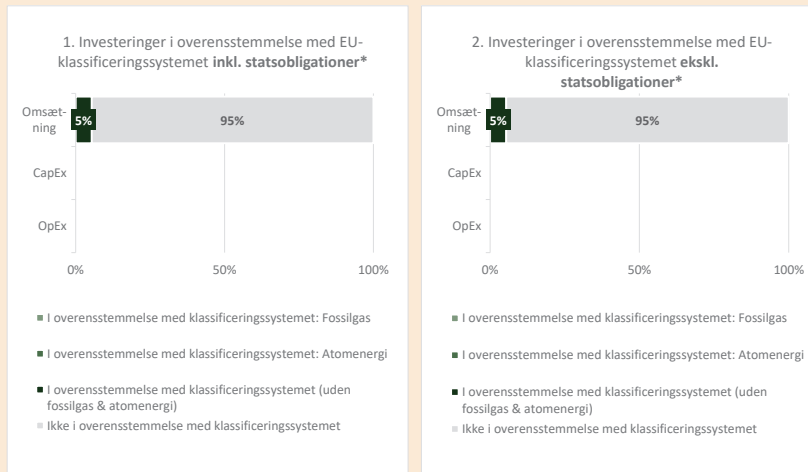 1. Investeringer i overensstemmelse med EU-
klassificeringssystemet inkl. statsobligationer*
Omsæt-
ning
5%
95%
CapEx
OpEx
0%
50%
100%
■ I overensstemmelse med klassificeringssystemet: Fossilgas
■ I overensstemmelse med klassificeringssystemet: Atomenergi
■ I overensstemmelse med klassificeringssystemet (uden
fossilgas & atomenergi)
■ Ikke i overensstemmelse med klassificeringssystemet
2. Investeringer i overensstemmelse med EU-
klassificeringssystemet ekskl.
statsobligationer*
Omsæt-
ning
5%
95%
CapEx
OpEx
0%
50%
100%
■ I overensstemmelse med klassificeringssystemet: Fossilgas
■ I overensstemmelse med klassificeringssystemet: Atomenergi
■ I overensstemmelse med klassificeringssystemet (uden
fossilgas & atomenergi)
■ Ikke i overensstemmelse med klassificeringssystemet